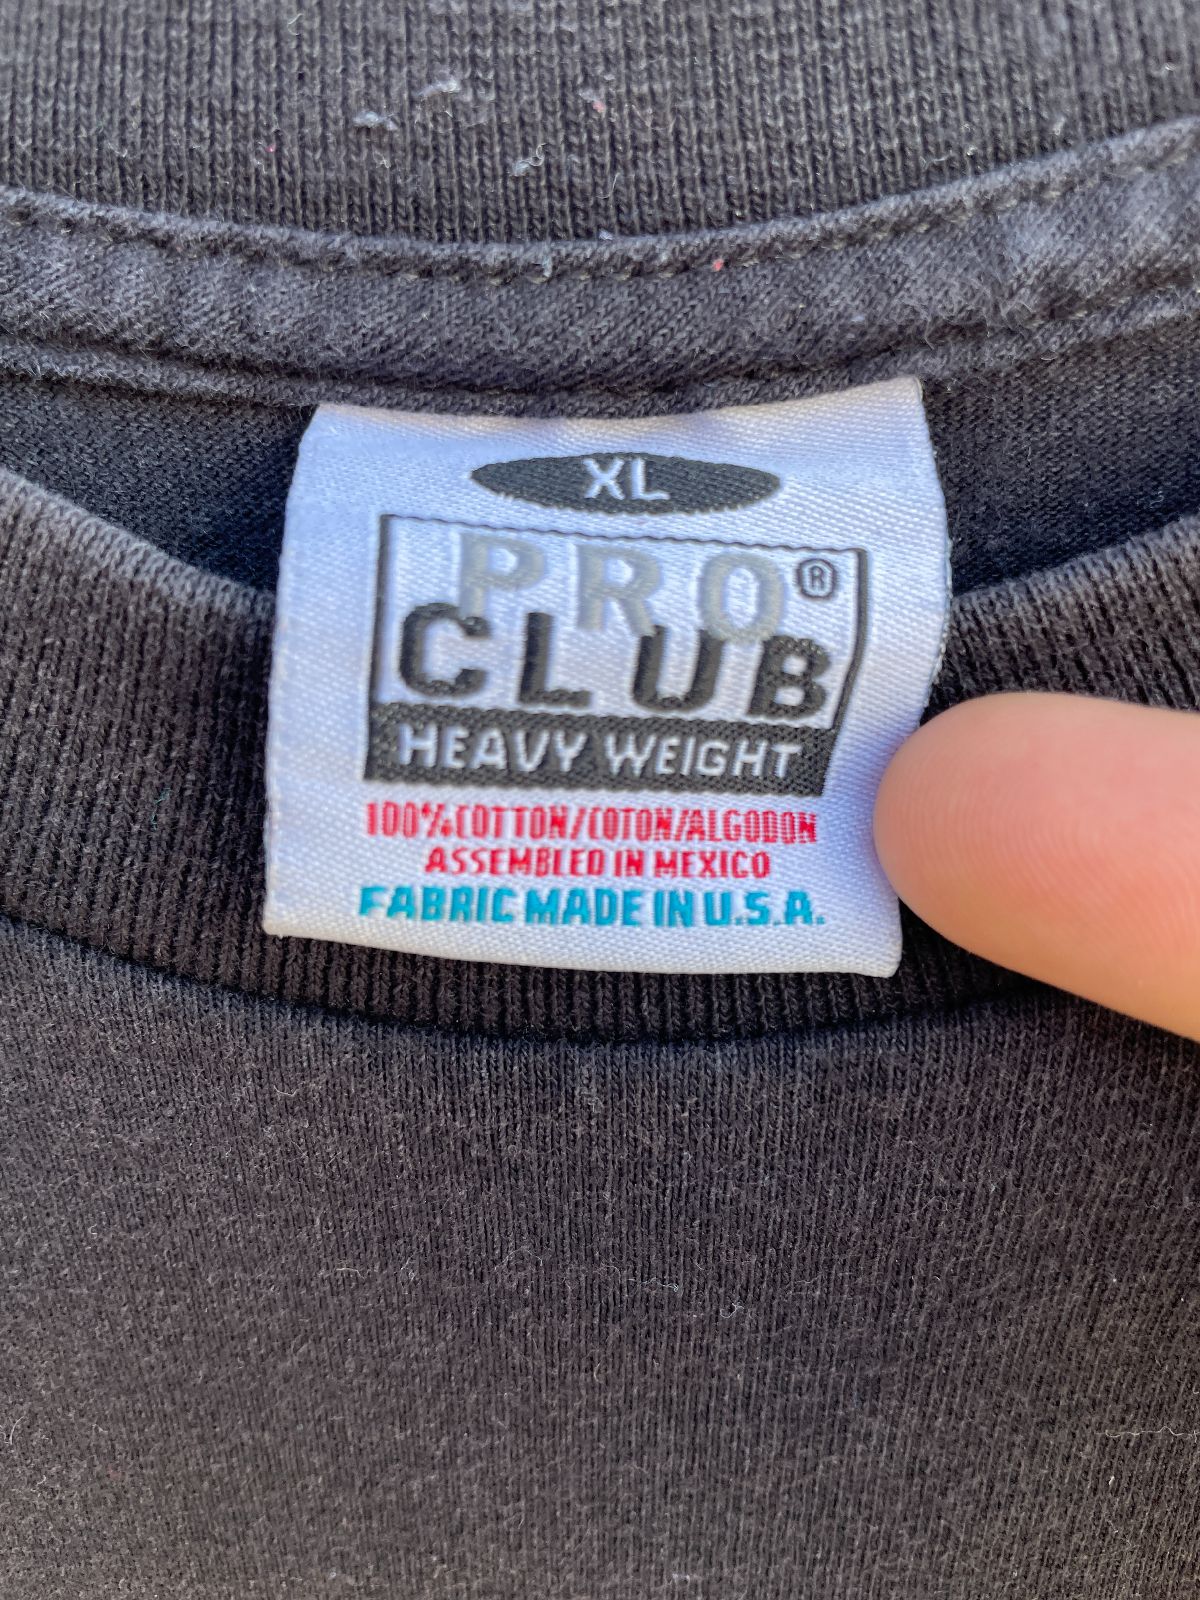 XL
PRO®
CLUB
HEAVY WEIGHT
100%COTTON/COTON/ALGODON
ASSEMBLED IN MEXICO
FABRIC MADE IN U.S.A.